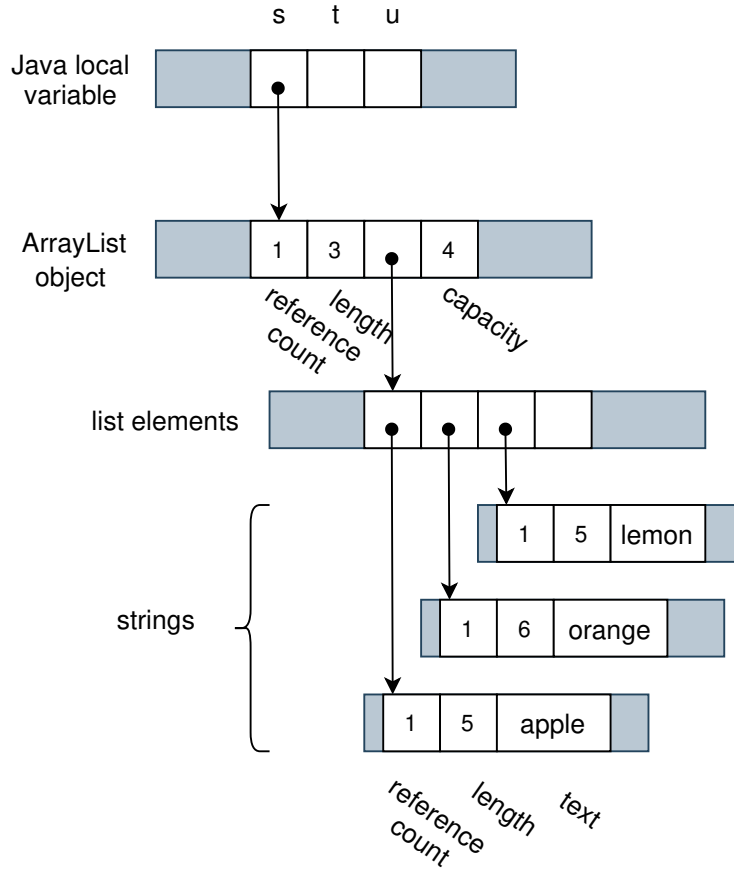 s t u
Java local
variable
ArrayList
object
1 3 4
reference
count
length
capacity
list elements
1 5 lemon
strings
1 6 orange
1 5 apple
reference
count
length
text